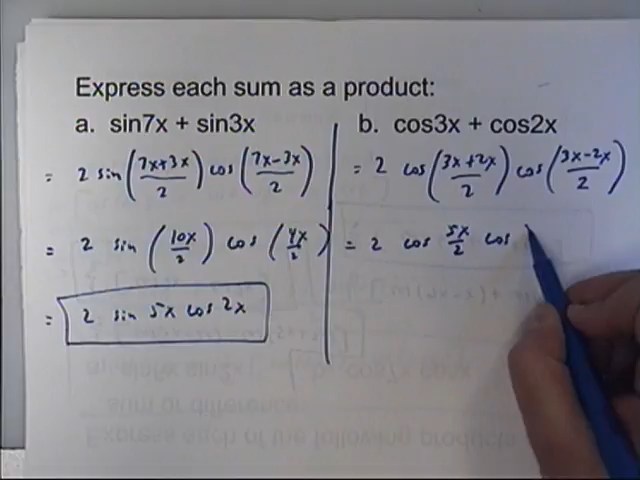 Express each sum as a product:
a. sin7x + sin3x
= 2 sin(7x+3x/2) cos(7x-3x/2)
= 2 sin (10x/2) cos (4x/2)
= 2 sin 5x cos 2x
b. cos3x + cos2x
= 2 cos(3x+2x/2) cos(3x-2x/2)
= 2 cos 5x/2 cos